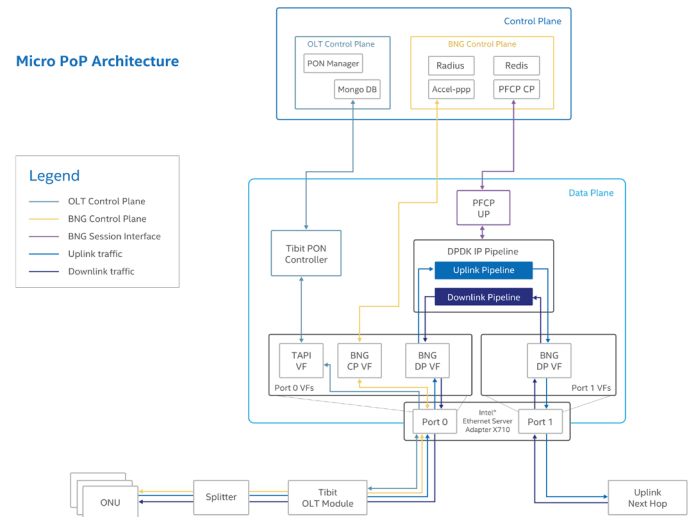 Control Plane
OLT Control Plane
BNG Control Plane
PON Manager
Radius
Redis
Mongo DB
Accel-ppp
PFCP CP
Micro PoP Architecture
Legend
OLT Control Plane
BNG Control Plane
BNG Session Interface
Uplink traffic
Downlink traffic
Data Plane
PFCP
UP
Tibit PON
Controller
DPDK IP Pipeline
Uplink Pipeline
Downlink Pipeline
TAPI
VF
BNG
CP VF
BNG
DP VF
BNG
DP VF
Port 0 VFs
Port 1 VFs
Port 0
Intel®
Ethernet Server
Adapter X710
Port 1
ONU
Splitter
Tibit
OLT Module
Uplink
Next Hop